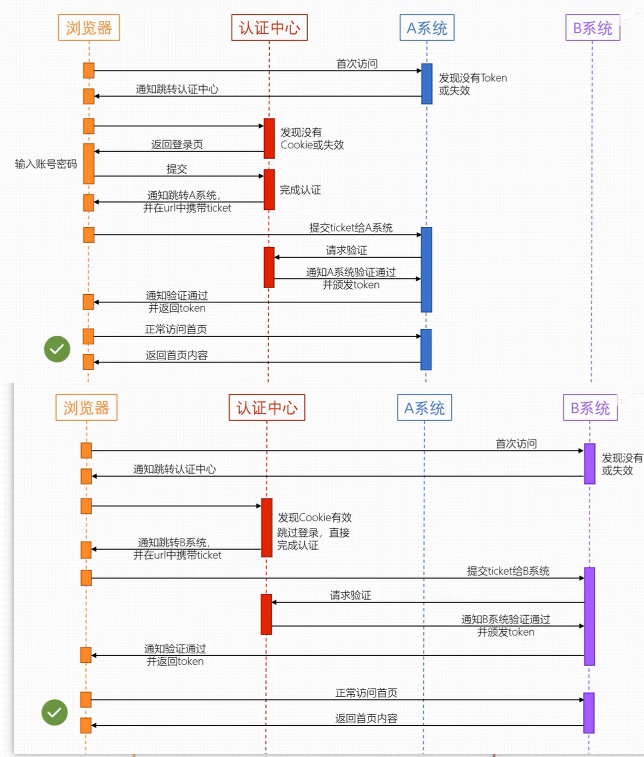 浏览器
认证中心
A系统
B系统
首次访问
发现没有Token
或失效
通知跳转认证中心
发现没有
Cookie或失效
返回登录页
输入账号密码
提交
完成认证
通知跳转A系统，
并在url中携带ticket
提交ticket给A系统
请求验证
通知A系统验证通过
并颁发token
通知验证通过
并返回token
正常访问首页
返回首页内容
浏览器
认证中心
A系统
B系统
首次访问
发现没有
或失效
通知跳转认证中心
发现Cookie有效
跳过登录，直接
完成认证
通知跳转B系统，
并在url中携带ticket
提交ticket给B系统
请求验证
通知B系统验证通过
并颁发token
通知验证通过
并返回token
正常访问首页
返回首页内容